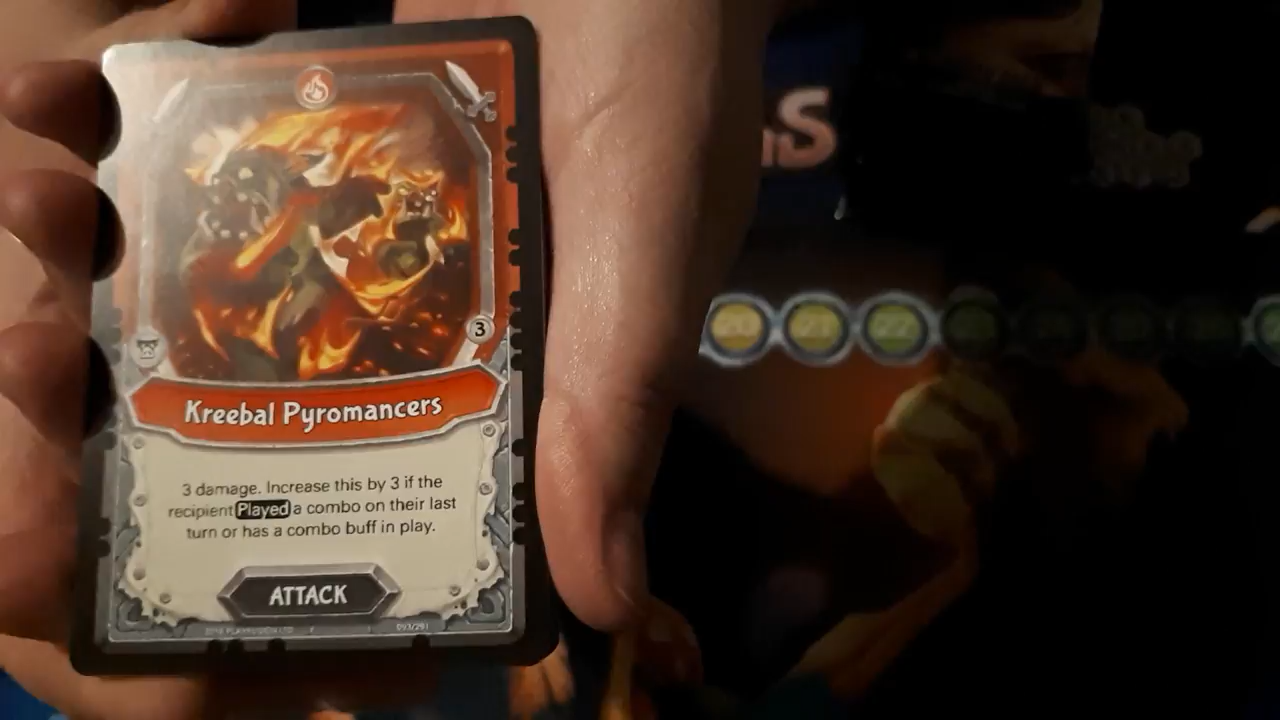 3
Kreebal Pyromancers
3 damage. Increase this by 3 if the
recipient Played a combo on their last
turn or has a combo buff in play.
ATTACK